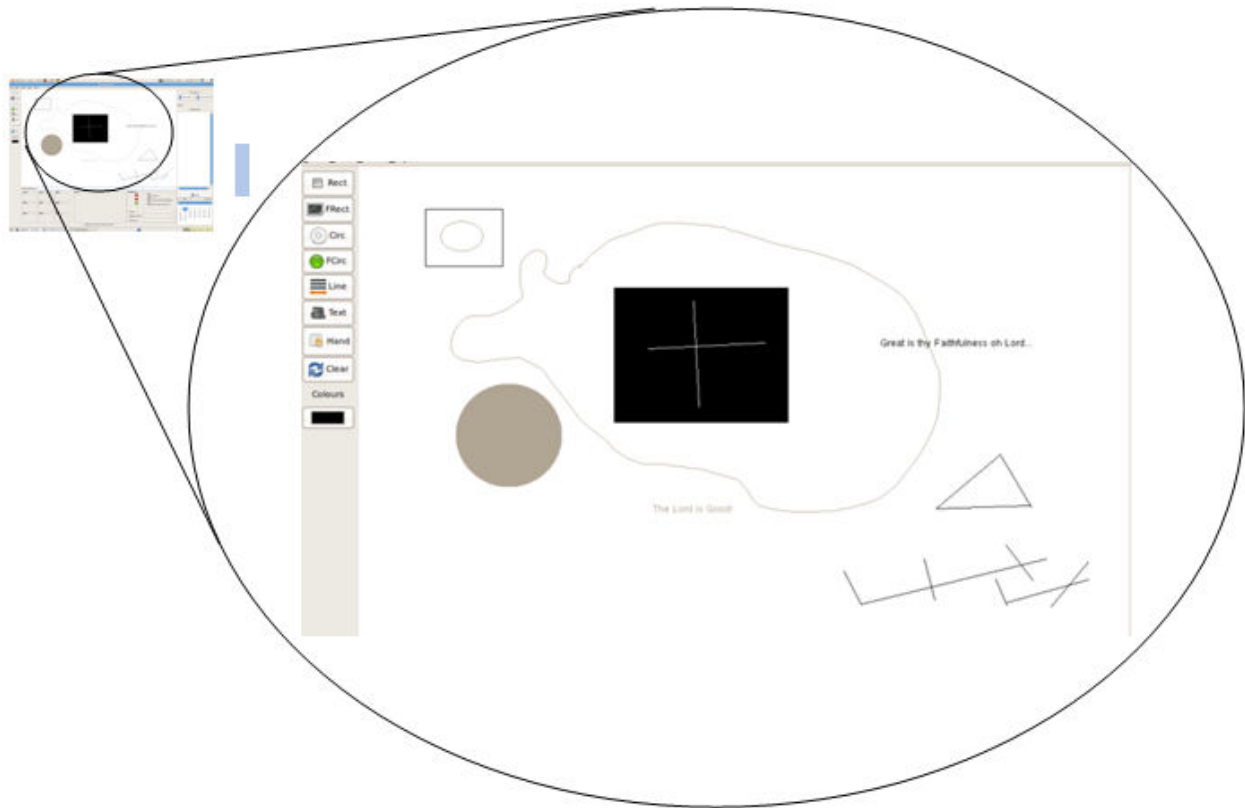 Rect
FRect
Circ
FCirc
Line
Text
Hand
Clear
Colours
Great is thy Faithfulness oh Lord...
The Lord is Good!